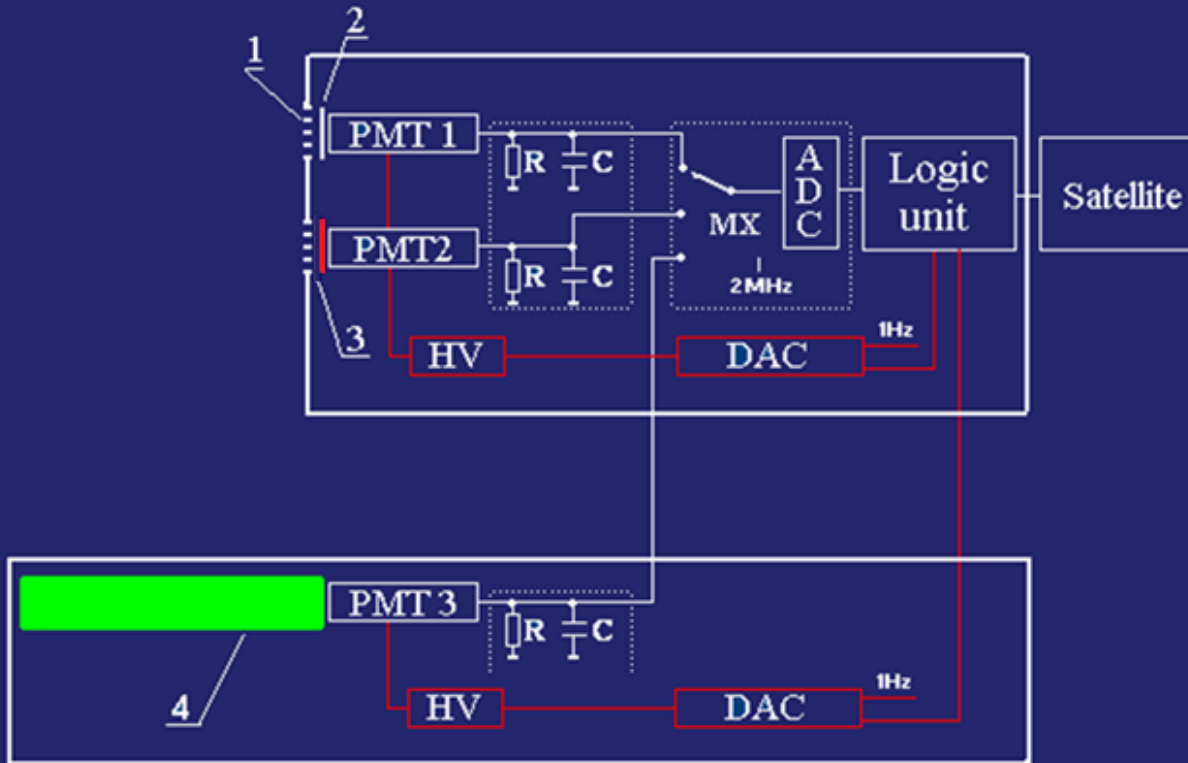 2
1
PMT 1
R
C
A
D
C
Logic
unit
Satellite
MX
PMT2
R
C
2MHz
3
HV
DAC
1Hz
PMT 3
R
C
4
HV
DAC
1Hz